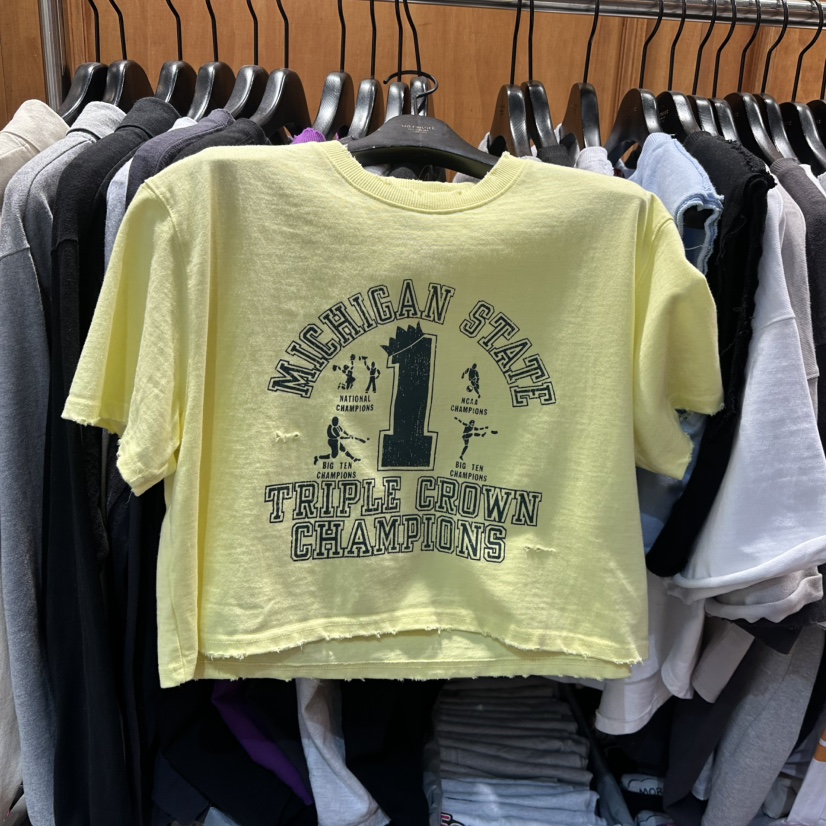 MICHIGAN STATE
1
NATIONAL
CHAMPIONS
NCAA
CHAMPIONS
BIG TEN
CHAMPIONS
BIG TEN
CHAMPIONS
TRIPLE CROWN
CHAMPIONS